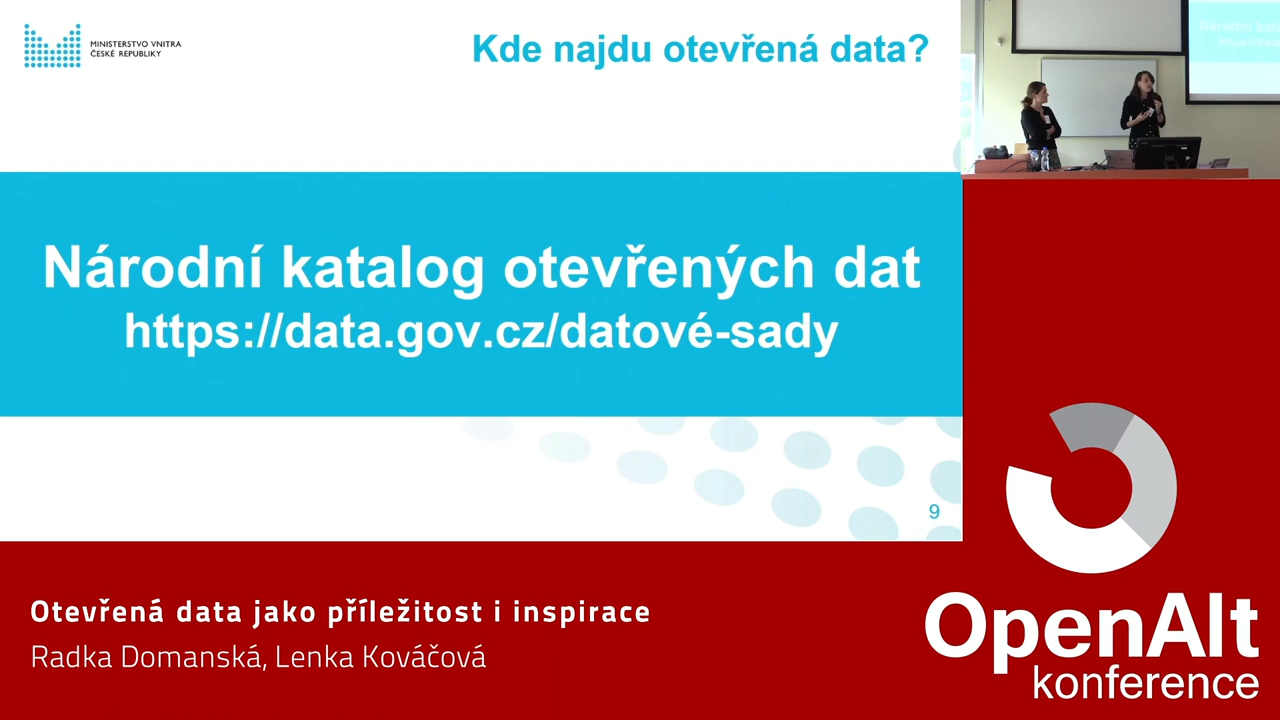 MINISTERSTVO VNITRA
ČESKÉ REPUBLIKY
Kde najdu otevřená data?
Národní katalog otevřených dat
https://data.gov.cz/datové-sady
9
Otevřená data jako příležitost i inspirace
Radka Domanská, Lenka Kováčová
OpenAlt
konference